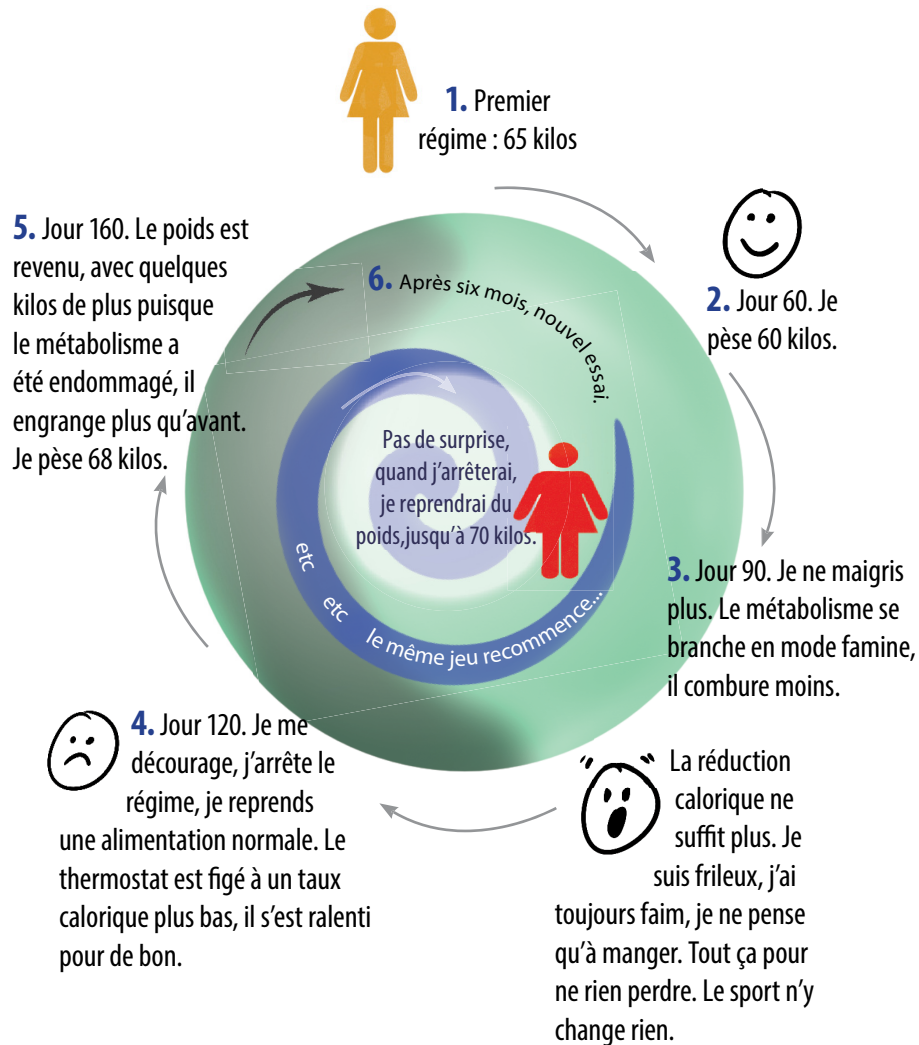 1. Premier
régime : 65 kilos
2. Jour 60. Je
pèse 60 kilos.
3. Jour 90. Je ne maigris
plus. Le métabolisme se
branche en mode famine,
il combure moins.
La réduction
calorique ne
suffit plus. Je
suis frileux, j’ai
toujours faim, je ne pense
qu’à manger. Tout ça pour
ne rien perdre. Le sport n’y
change rien.
4. Jour 120. Je me
décourage, j’arrête le
régime, je reprends
une alimentation normale. Le
thermostat est figé à un taux
calorique plus bas, il s’est ralenti
pour de bon.
5. Jour 160. Le poids est
revenu, avec quelques
kilos de plus puisque
le métabolisme a
été endommagé, il
engrange plus qu’avant.
Je pèse 68 kilos.
6. Après six mois, nouvel essai.
Pas de surprise,
quand j’arrêterai,
je reprendrai du
poids,jusqu’à 70 kilos.
etc etc le même jeu recommence...